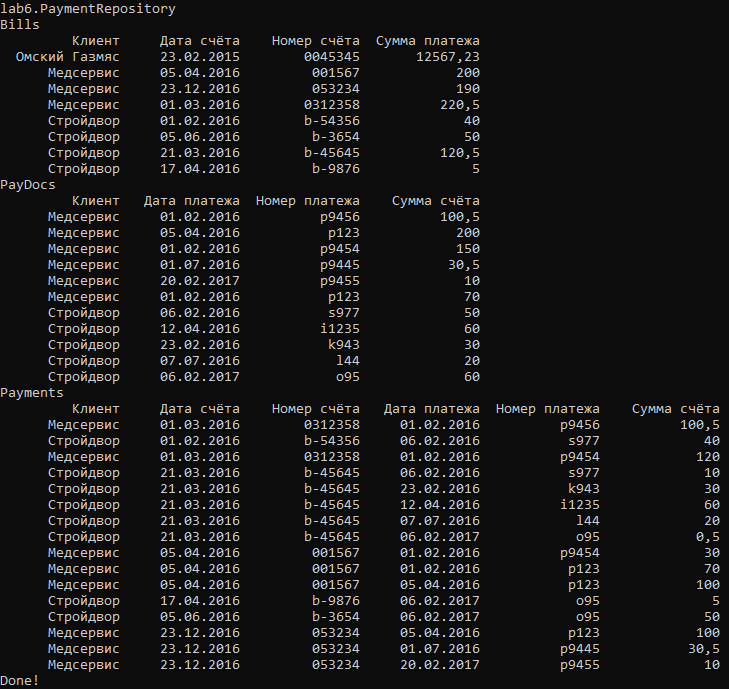 lab6.PaymentRepository
Bills
Клиент Дата счёта Номер счёта Сумма платежа
Омский Газмяс 23.02.2015 0045345 12567,23
Медсервис 05.04.2016 001567 200
Медсервис 23.12.2016 053234 190
Медсервис 01.03.2016 0312358 220,5
Стройдвор 01.02.2016 b-54356 40
Стройдвор 05.06.2016 b-3654 50
Стройдвор 21.03.2016 b-45645 120,5
Стройдвор 17.04.2016 b-9876 5
PayDocs
Клиент Дата платежа Номер платежа Сумма счёта
Медсервис 01.02.2016 p9456 100,5
Медсервис 05.04.2016 p123 200
Медсервис 01.02.2016 p9454 150
Медсервис 01.07.2016 p9445 30,5
Медсервис 20.02.2017 p9455 10
Медсервис 01.02.2016 p123 70
Стройдвор 06.02.2016 s977 50
Стройдвор 12.04.2016 i1235 60
Стройдвор 23.02.2016 k943 30
Стройдвор 07.07.2016 l44 20
Стройдвор 06.02.2017 o95 60
Payments
Клиент Дата счёта Номер счёта Дата платежа Номер платежа Сумма счёта
Медсервис 01.03.2016 0312358 01.02.2016 p9456 100,5
Стройдвор 01.02.2016 b-54356 06.02.2016 s977 40
Медсервис 01.03.2016 0312358 01.02.2016 p9454 120
Стройдвор 21.03.2016 b-45645 06.02.2016 s977 10
Стройдвор 21.03.2016 b-45645 23.02.2016 k943 30
Стройдвор 21.03.2016 b-45645 12.04.2016 i1235 60
Стройдвор 21.03.2016 b-45645 07.07.2016 l44 20
Стройдвор 21.03.2016 b-45645 06.02.2017 o95 0,5
Медсервис 05.04.2016 001567 01.02.2016 p9454 30
Медсервис 05.04.2016 001567 01.02.2016 p123 70
Медсервис 05.04.2016 001567 05.04.2016 p123 100
Стройдвор 17.04.2016 b-9876 06.02.2017 o95 5
Стройдвор 05.06.2016 b-3654 06.02.2017 o95 50
Медсервис 23.12.2016 053234 05.04.2016 p123 100
Медсервис 23.12.2016 053234 01.07.2016 p9445 30,5
Медсервис 23.12.2016 053234 20.02.2017 p9455 10
Done!